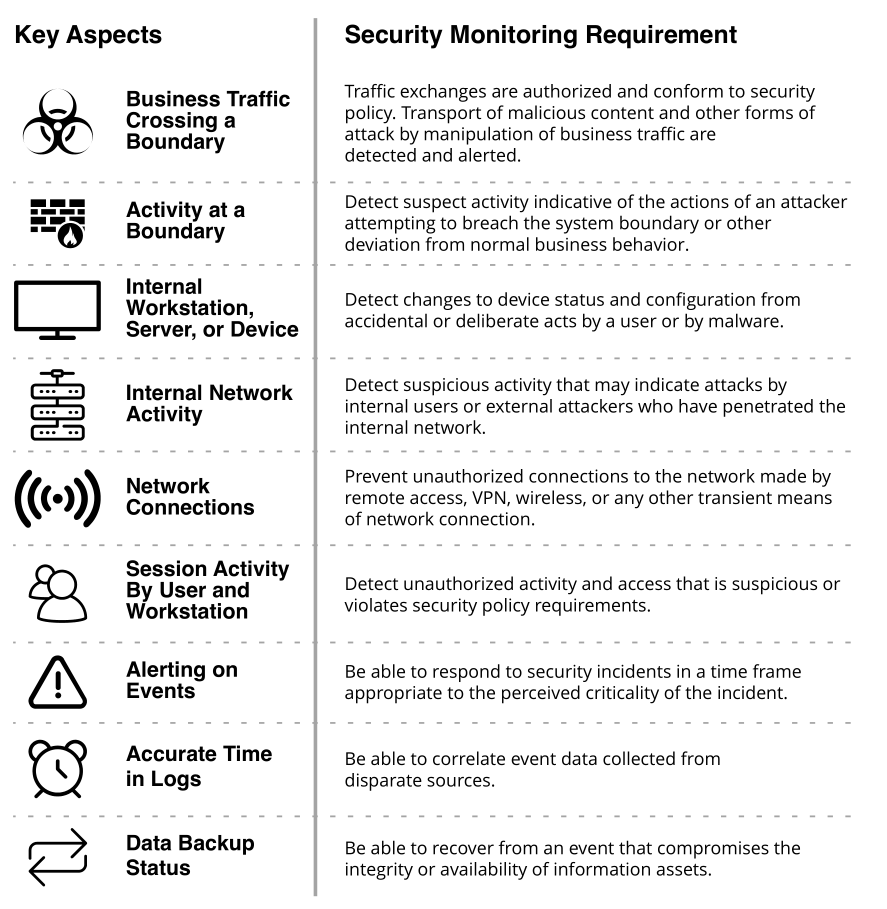 Key Aspects
Security Monitoring Requirement
Business Traffic
Crossing a
Boundary
Traffic exchanges are authorized and conform to security
policy. Transport of malicious content and other forms of
attack by manipulation of business traffic are
detected and alerted.
Activity at a
Boundary
Detect suspect activity indicative of the actions of an attacker
attempting to breach the system boundary or other
deviation from normal business behavior.
Internal
Workstation,
Server, or Device
Detect changes to device status and configuration from
accidental or deliberate acts by a user or by malware.
Internal Network
Activity
Detect suspicious activity that may indicate attacks by
internal users or external attackers who have penetrated the
internal network.
Network
Connections
Prevent unauthorized connections to the network made by
remote access, VPN, wireless, or any other transient means
of network connection.
Session Activity
By User and
Workstation
Detect unauthorized activity and access that is suspicious or
violates security policy requirements.
Alerting on
Events
Be able to respond to security incidents in a time frame
appropriate to the perceived criticality of the incident.
Accurate Time
in Logs
Be able to correlate event data collected from
disparate sources.
Data Backup
Status
Be able to recover from an event that compromises the
integrity or availability of information assets.